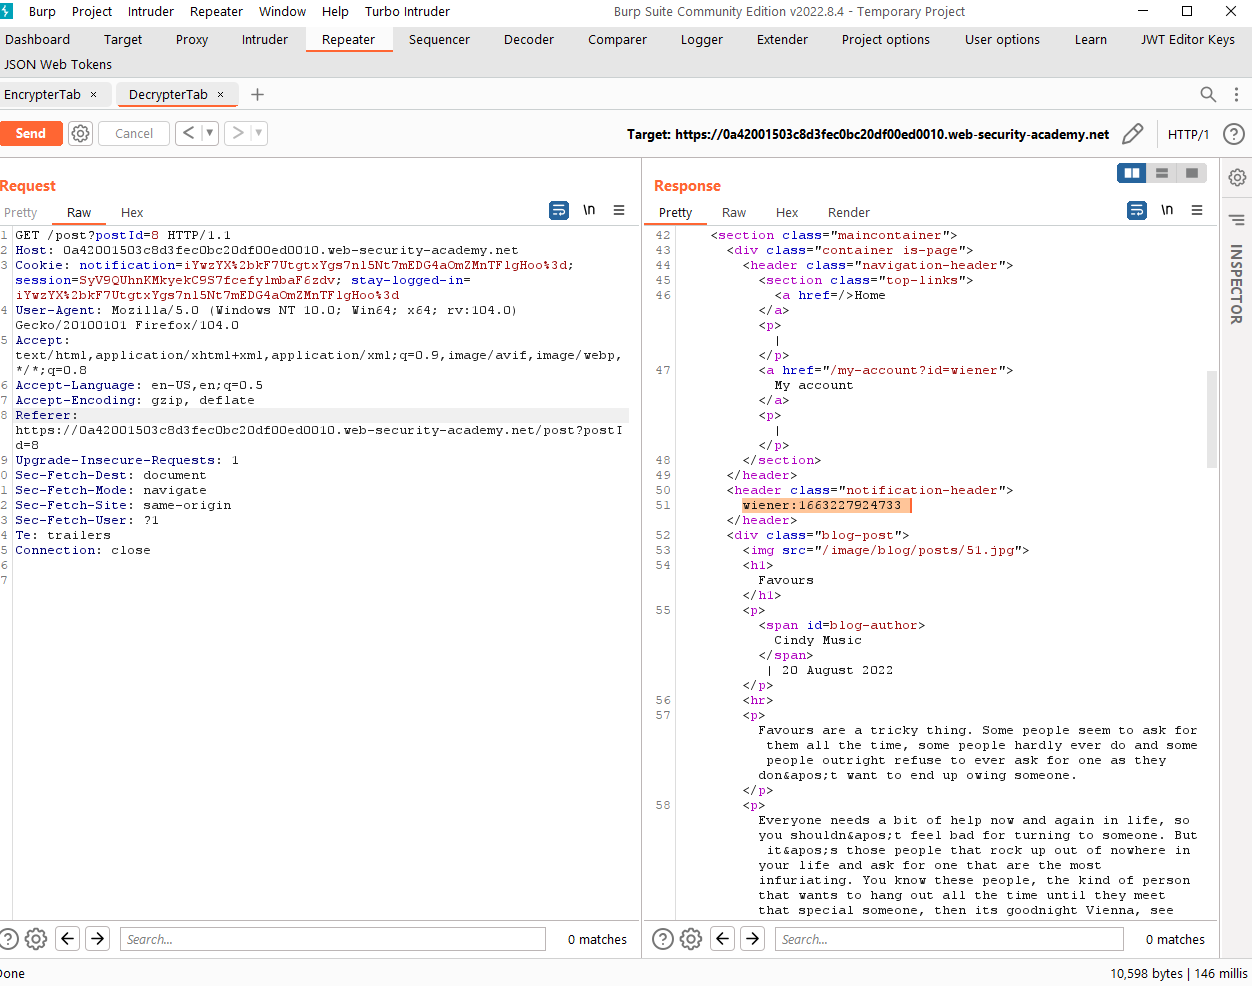 Burp Project Intruder Repeater Window Help Turbo Intruder Burp Suite Community Edition v2022.8.4 - Temporary Project
Dashboard Target Proxy Intruder Repeater Sequencer Decoder Comparer Logger Extender Project options User options Learn JWT Editor Keys
JSON Web Tokens
EncrypterTab × DecrypterTab × +
Send Cancel < > Target: https://0a42001503c8d3fec0bc20df00ed0010.web-security-academy.net HTTP/1 ?
Request
Pretty Raw Hex \n
1 GET /post?postId=8 HTTP/1.1
2 Host: 0a42001503c8d3fec0bc20df00ed0010.web-security-academy.net
3 Cookie: notification=iYwzYX%2bkF7UtgtxYgs7nl5Nt7mEDG4aOmZMnTFlgHoo%3d;
session=SyV9QUhnKMkyekC9S7fcefylmbaF6zdv; stay-logged-in=
iYwzYX%2bkF7UtgtxYgs7nl5Nt7mEDG4aOmZMnTFlgHoo%3d
4 User-Agent: Mozilla/5.0 (Windows NT 10.0; Win64; x64; rv:104.0)
Gecko/20100101 Firefox/104.0
5 Accept:
text/html,application/xhtml+xml,application/xml;q=0.9,image/avif,image/webp,
*/*;q=0.8
6 Accept-Language: en-US,en;q=0.5
7 Accept-Encoding: gzip, deflate
8 Referer:
https://0a42001503c8d3fec0bc20df00ed0010.web-security-academy.net/post?postI
d=8
9 Upgrade-Insecure-Requests: 1
0 Sec-Fetch-Dest: document
1 Sec-Fetch-Mode: navigate
2 Sec-Fetch-Site: same-origin
3 Sec-Fetch-User: ?1
4 Te: trailers
5 Connection: close
6
7
Response
Pretty Raw Hex Render \n
42 <section class="maincontainer">
43 <div class="container is-page">
44 <header class="navigation-header">
45 <section class="top-links">
46 <a href=/>Home
</a>
<p>
|
</p>
47 <a href="/my-account?id=wiener">
My account
</a>
<p>
|
</p>
48 </section>
49 </header>
50 <header class="notification-header">
51 wiener:1663227924733
</header>
52 <div class="blog-post">
53 <img src="/image/blog/posts/51.jpg">
54 <h1>
Favours
</h1>
55 <p>
<span id=blog-author>
Cindy Music
</span>
| 20 August 2022
</p>
56 <hr>
57 <p>
Favours are a tricky thing. Some people seem to ask for
them all the time, some people hardly ever do and some
people outright refuse to ever ask for one as they
don&apos;t want to end up owing someone.
</p>
58 <p>
Everyone needs a bit of help now and again in life, so
you shouldn&apos;t feel bad for turning to someone. But
it&apos;s those people that rock up out of nowhere in
your life and ask for one that are the most
infuriating. You know these people, the kind of person
that wants to hang out all the time until they meet
that special someone, then its goodnight Vienna, see
INSPECTOR
? Search... 0 matches
? Search... 0 matches
Done 10,598 bytes | 146 millis